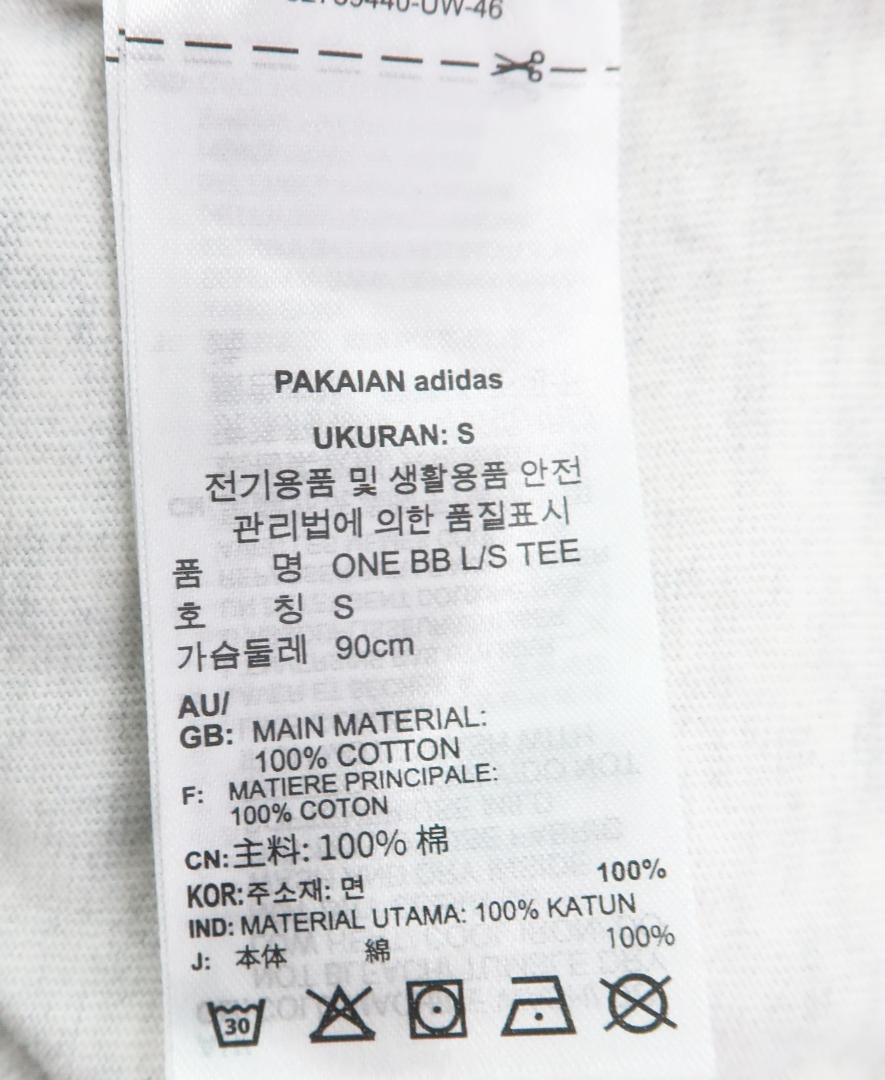 PAKAIAN adidas
UKURAN: S
전기용품 및 생활용품 안전
관리법에 의한 품질표시
품 명 ONE BB L/S TEE
호 칭 S
가슴둘레 90cm
AU/
GB: MAIN MATERIAL:
100% COTTON
F: MATIERE PRINCIPALE:
100% COTON
CN: 主料: 100% 棉
KOR: 주소재: 면 100%
IND: MATERIAL UTAMA: 100% KATUN
J: 本体 綿 100%
30